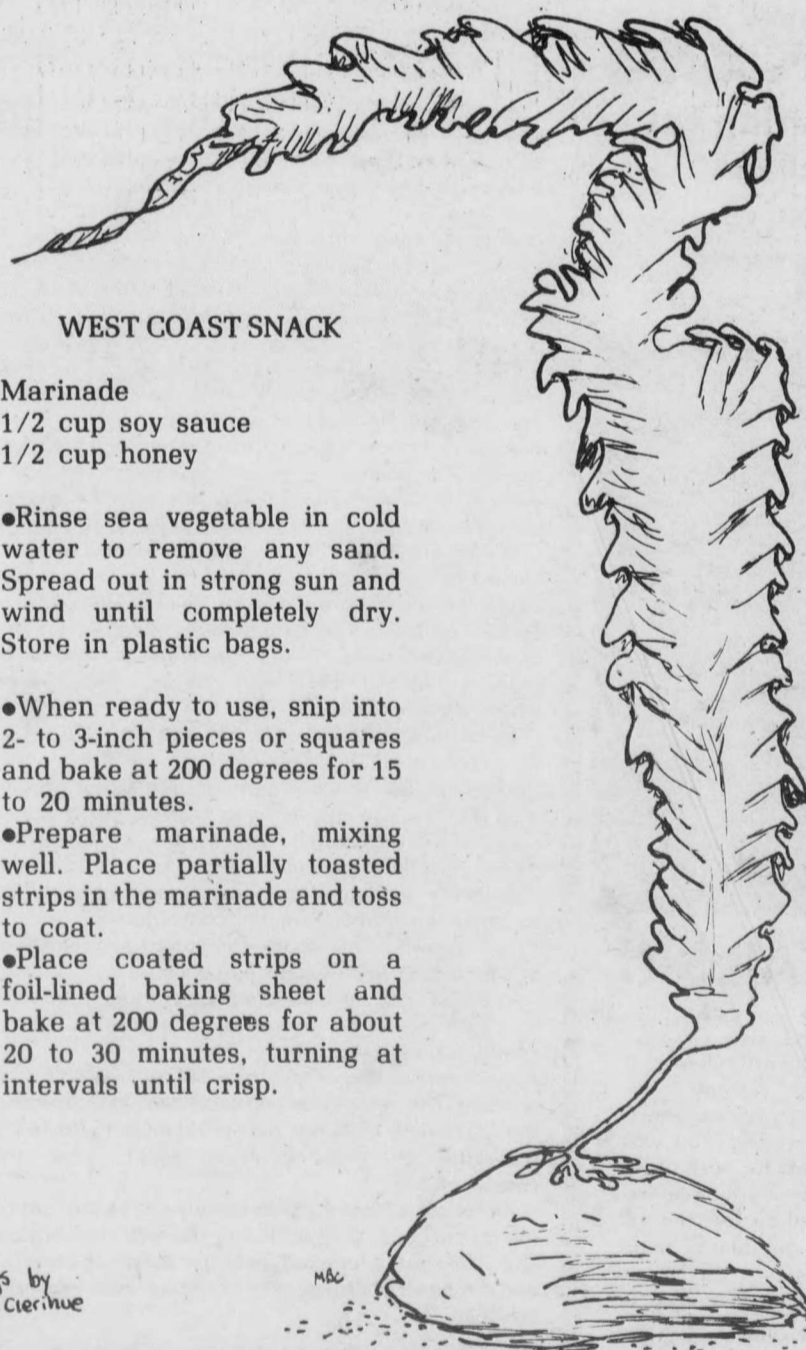 WEST COAST SNACK
Marinade
1/2 cup soy sauce
1/2 cup honey
●Rinse sea vegetable in cold
water to remove any sand.
Spread out in strong sun and
wind until completely dry.
Store in plastic bags.
●When ready to use, snip into
2- to 3-inch pieces or squares
and bake at 200 degrees for 15
to 20 minutes.
●Prepare marinade, mixing
well. Place partially toasted
strips in the marinade and toss
to coat.
●Place coated strips on a
foil-lined baking sheet and
bake at 200 degrees for about
20 to 30 minutes, turning at
intervals until crisp.
by
Clerihue
MBC